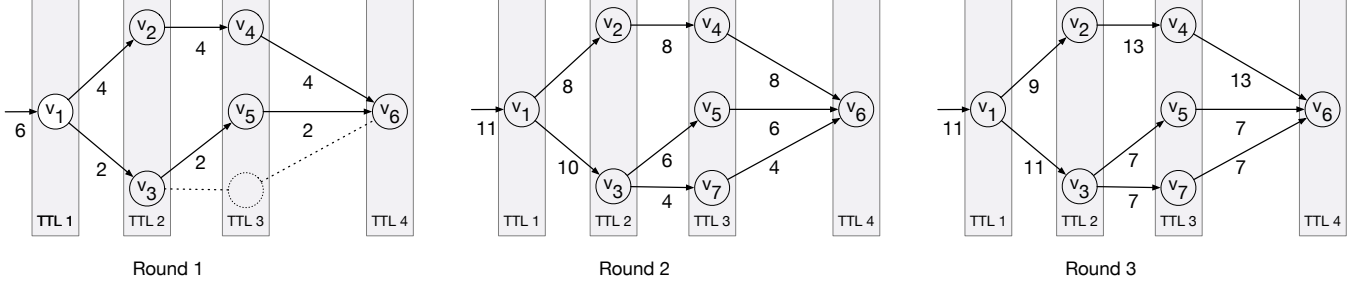 v2 4 v4
4 4
6 v1 v5 2 v6
2 2
v3
TTL 1 TTL 2 TTL 3 TTL 4
Round 1
v2 8 v4
8 8
11 v1 v5 6 v6
10 6 4
v3 4 v7
TTL 1 TTL 2 TTL 3 TTL 4
Round 2
v2 13 v4
9 13
11 v1 v5 7 v6
11 7 7
v3 7 v7
TTL 1 TTL 2 TTL 3 TTL 4
Round 3